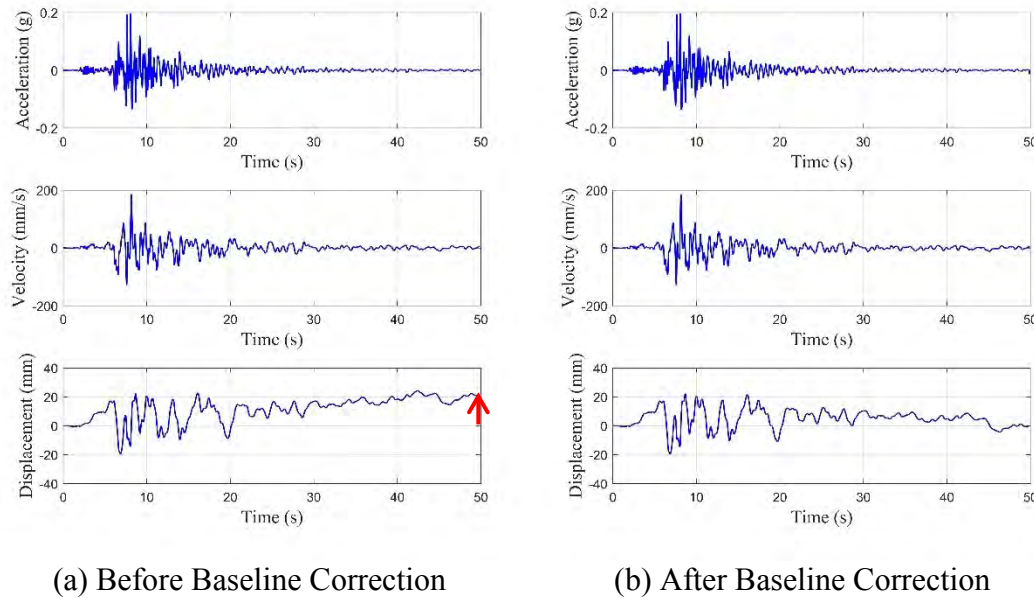 0.2
0
-0.2
Acceleration (g)
0 10 20 30 40 50
Time (s)
200
0
-200
Velocity (mm/s)
0 10 20 30 40 50
Time (s)
40
20
0
-20
-40
Displacement (mm)
0 10 20 30 40 50
Time (s)
(a) Before Baseline Correction
0.2
0
-0.2
Acceleration (g)
0 10 20 30 40 50
Time (s)
200
0
-200
Velocity (mm/s)
0 10 20 30 40 50
Time (s)
40
20
0
-20
-40
Displacement (mm)
0 10 20 30 40 50
Time (s)
(b) After Baseline Correction